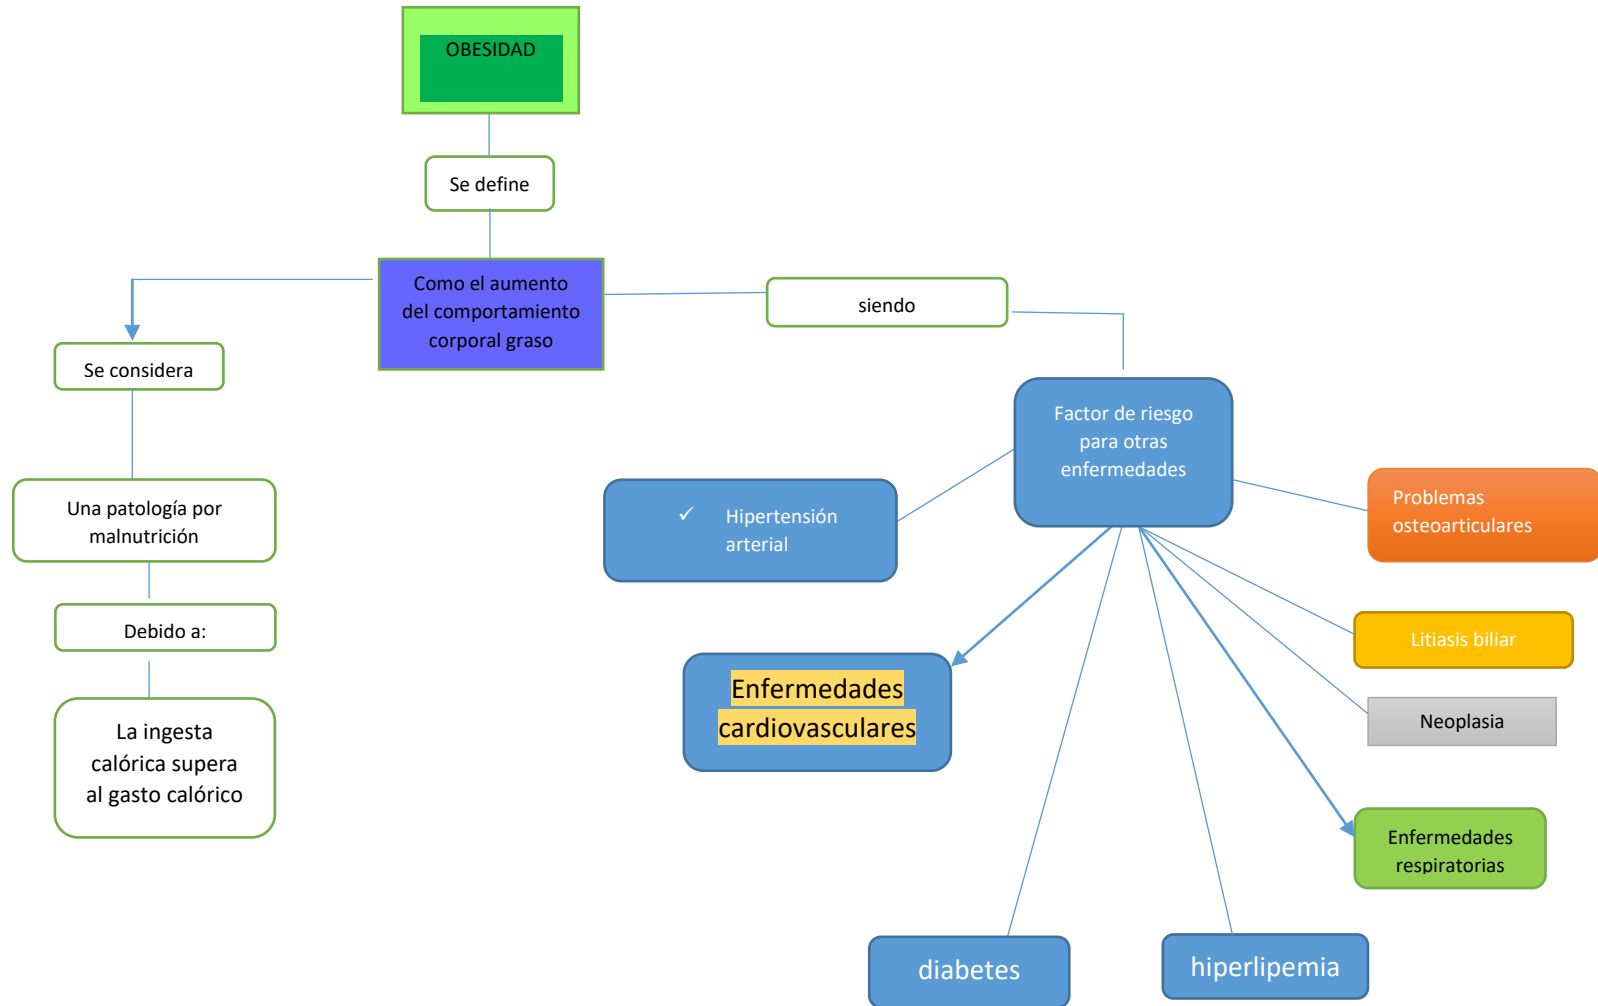 OBESIDAD
Se define
Como el aumento
del comportamiento
corporal graso
siendo
Se considera
Factor de riesgo
para otras
enfermedades
Una patología por
malnutrición
✓ Hipertensión
arterial
Problemas
osteoarticulares
Debido a:
Litiasis biliar
Enfermedades
cardiovasculares
Neoplasia
La ingesta
calórica supera
al gasto calórico
Enfermedades
respiratorias
diabetes
hiperlipemia